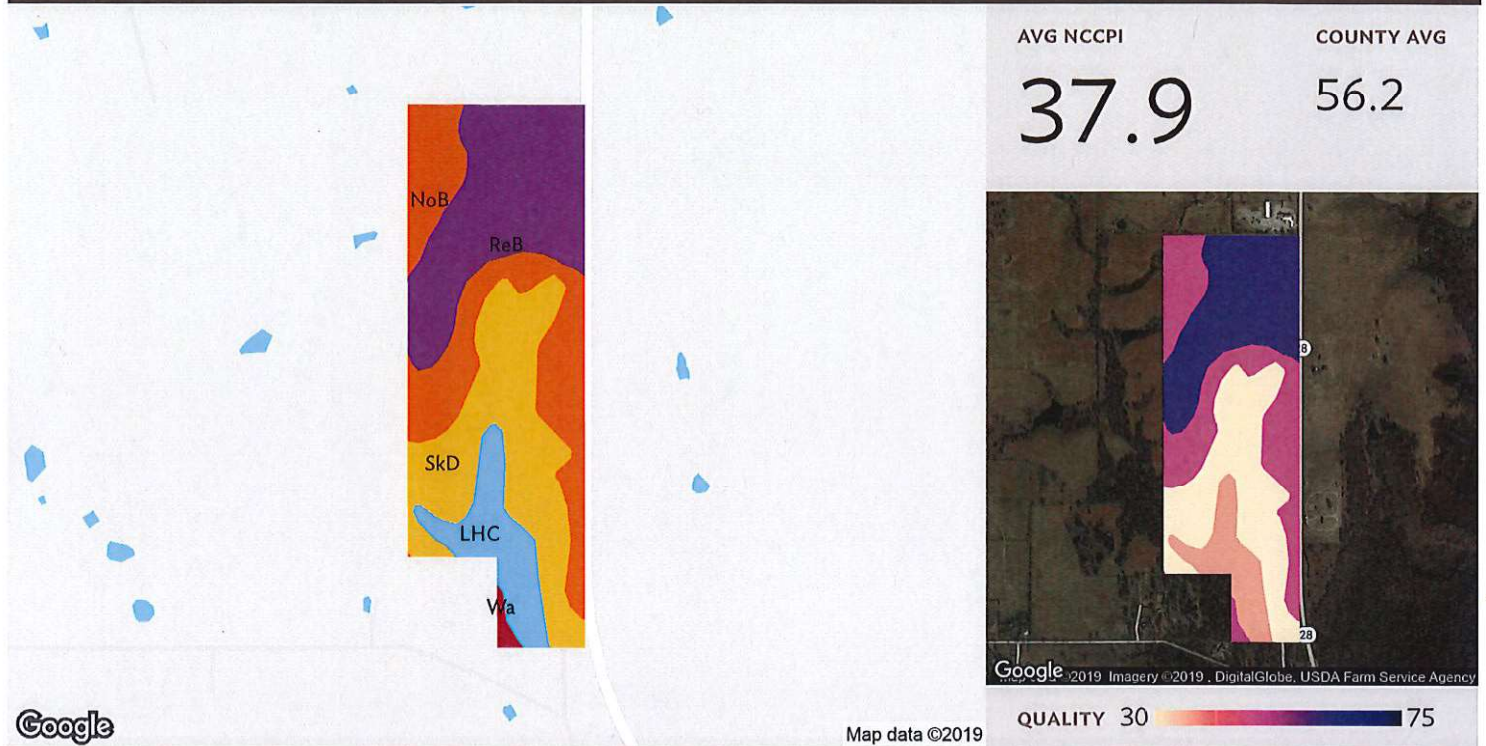 AVG NCCPI
COUNTY AVG
37.9
56.2
NoB
ReB
SkD
LHC
Wa
Google
Map data ©2019
28
Google
©2019 Imagery ©2019 , DigitalGlobe, USDA Farm Service Agency
QUALITY 30
75